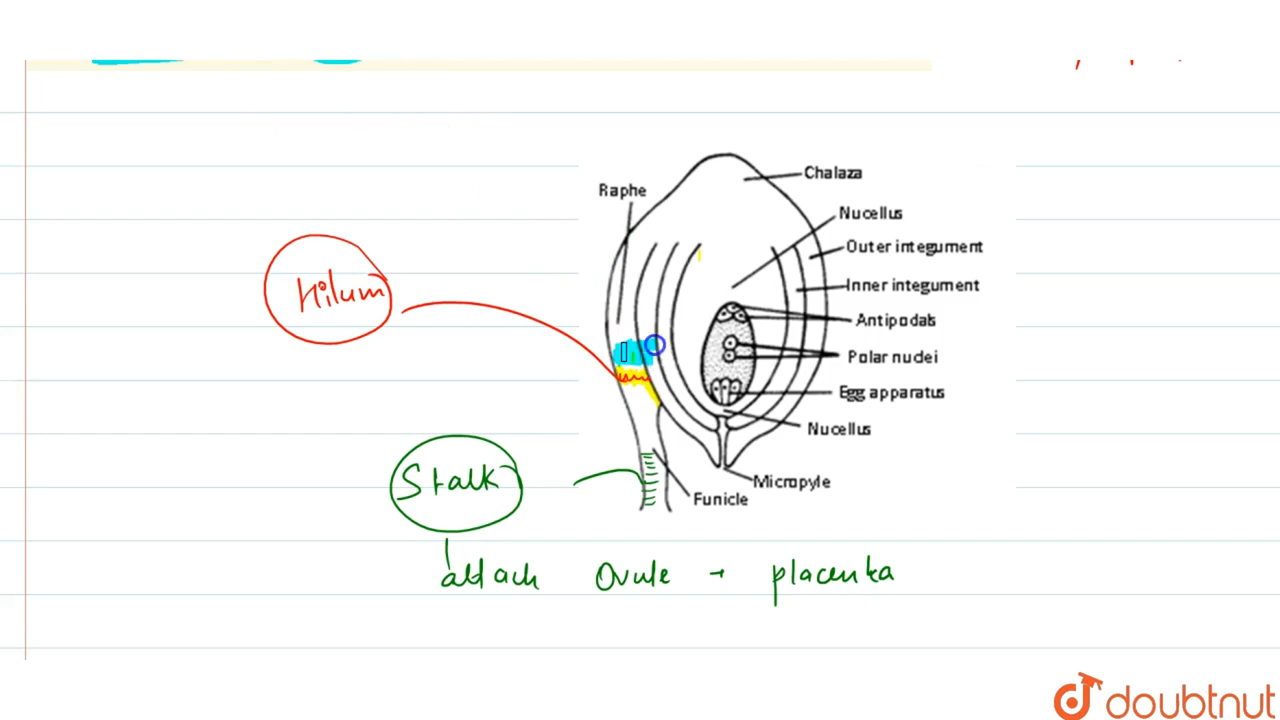 Chalaza
Raphe
Nucellus
Outer integument
Hilum
Inner integument
Antipodals
Polar nuclei
Egg apparatus
Nucellus
Stalk
Micropyle
Funicle
attach Ovule → placenta
doubtnut